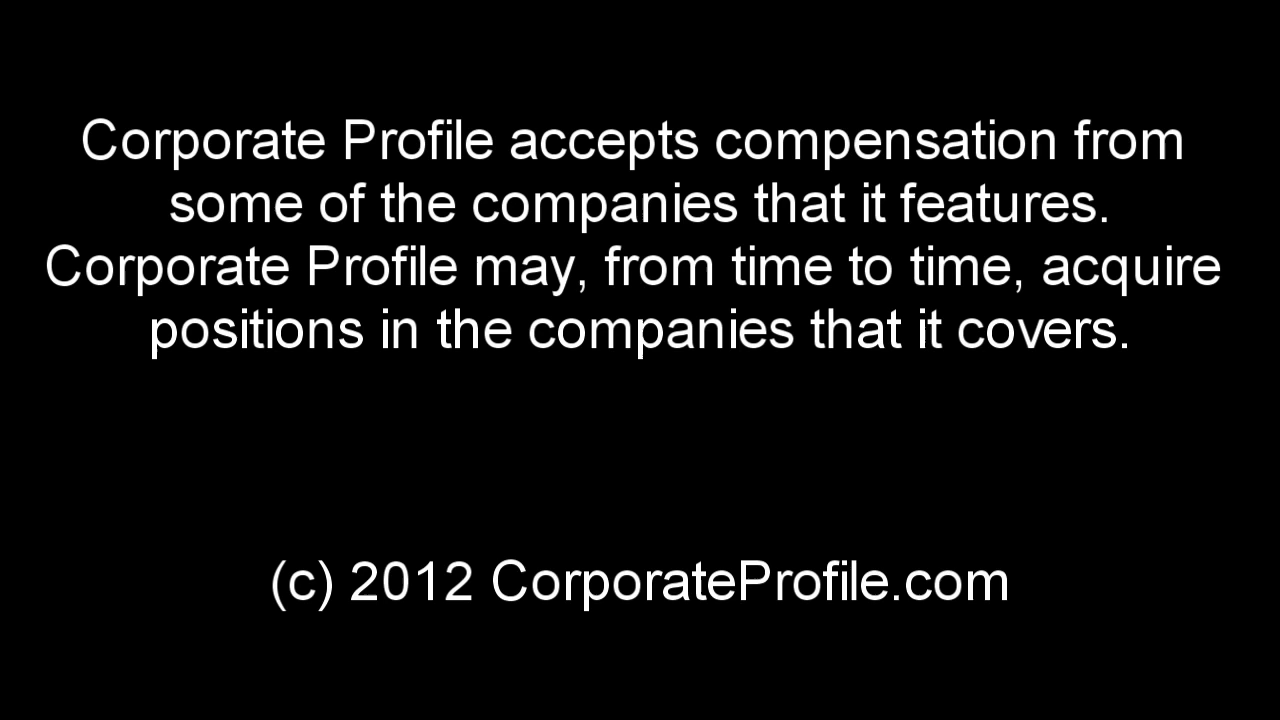 Corporate Profile accepts compensation from
some of the companies that it features.
Corporate Profile may, from time to time, acquire
positions in the companies that it covers.
(c) 2012 CorporateProfile.com